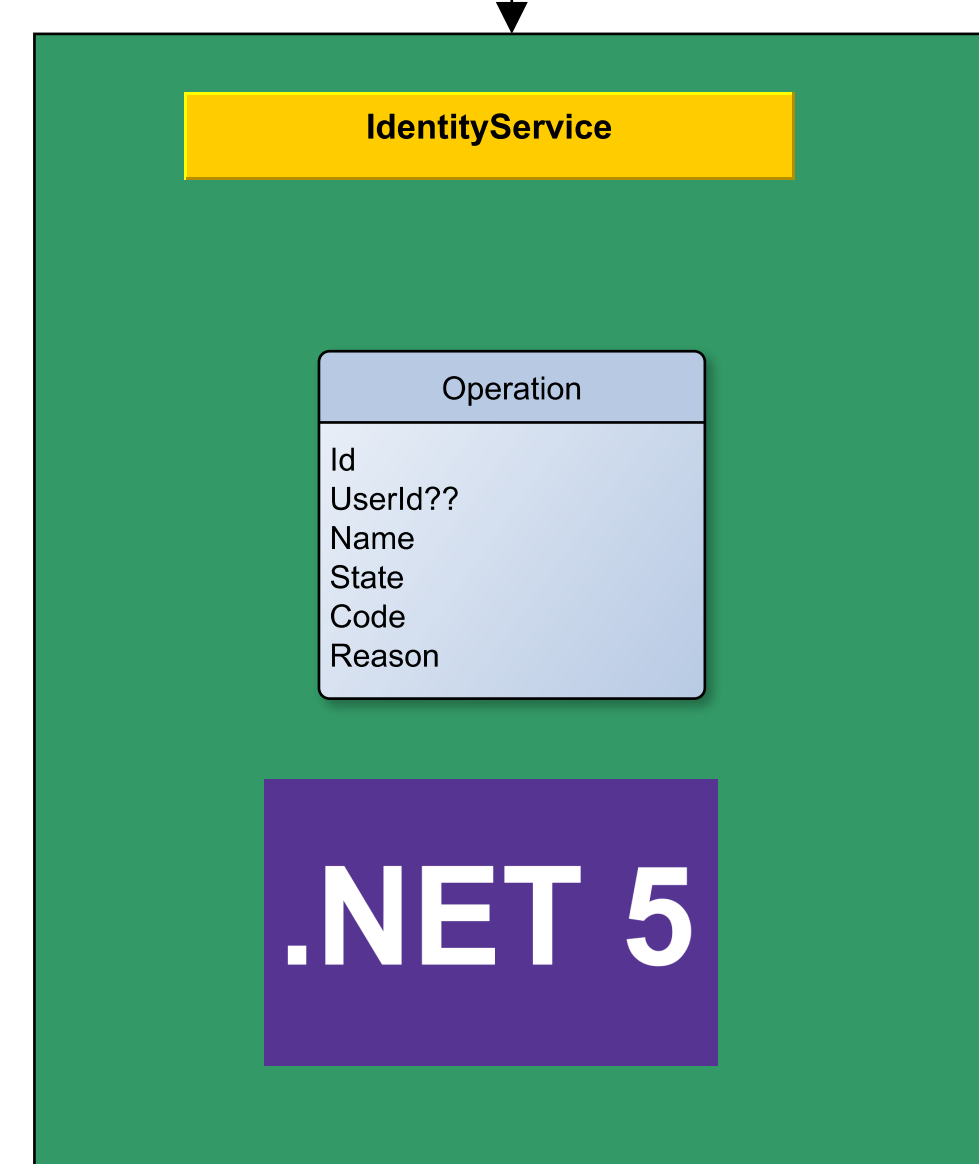 IdentityService
Operation
Id
UserId??
Name
State
Code
Reason
.NET 5